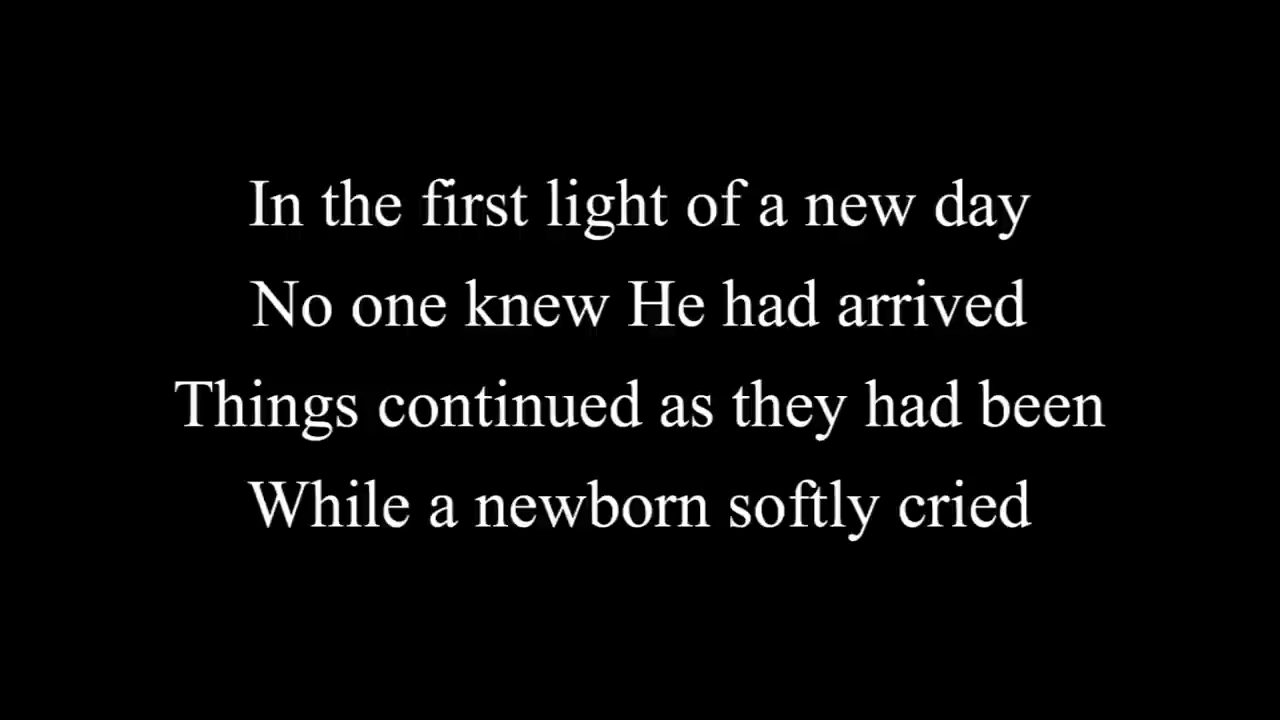 In the first light of a new day
No one knew He had arrived
Things continued as they had been
While a newborn softly cried